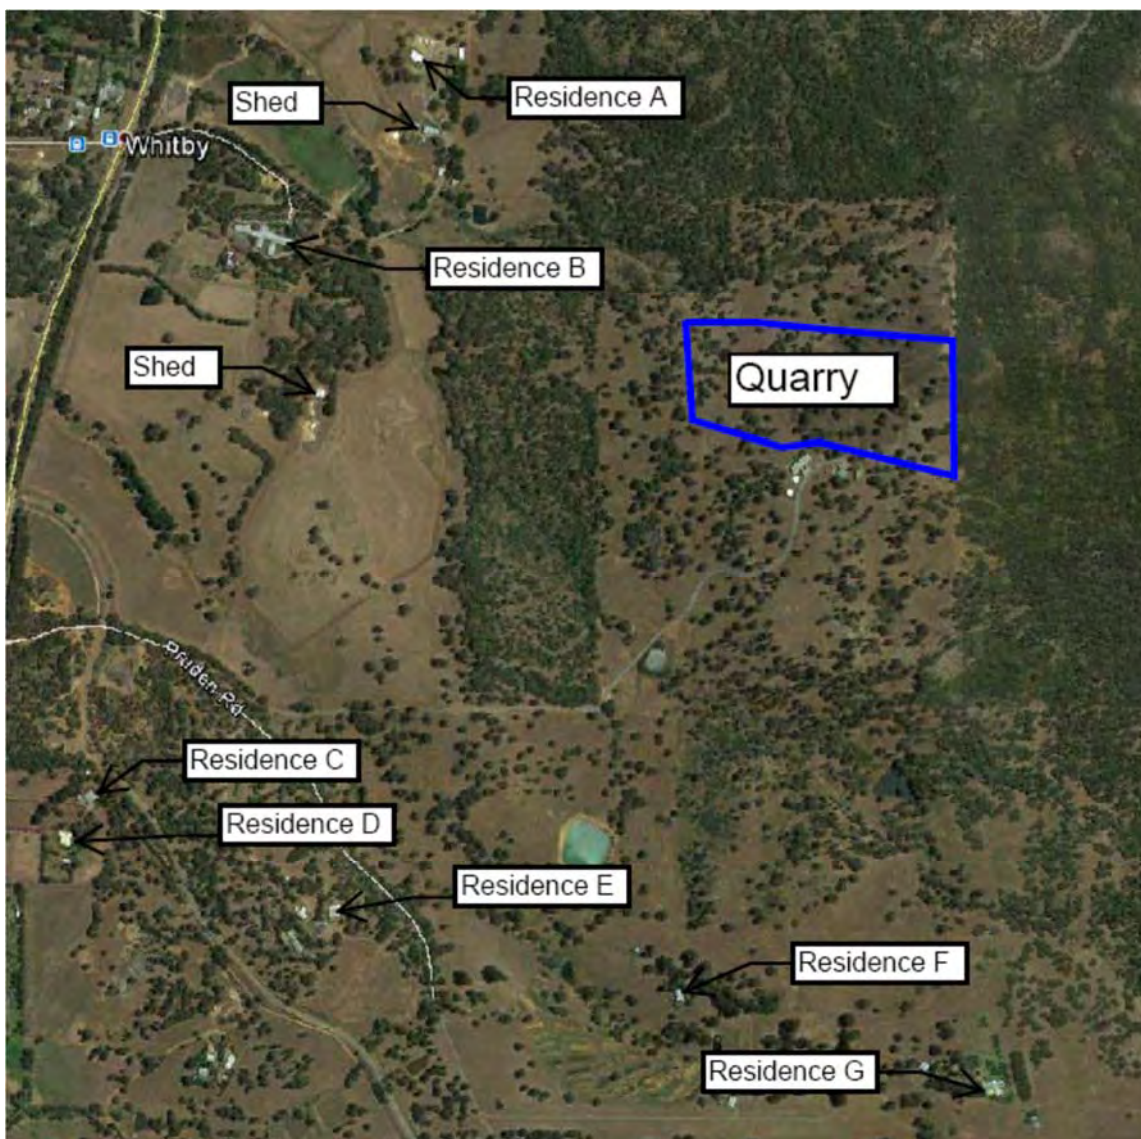 Residence A
Shed
Whitby
Residence B
Shed
Quarry
Pruden Rd
Residence C
Residence D
Residence E
Residence F
Residence G